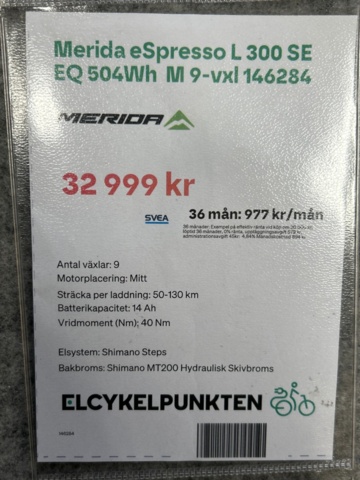 Merida eSpresso L 300 SE
EQ 504Wh M 9-vxl 146284
MERIDA
32 999 kr
SVEA
36 mån: 977 kr/mån
Antal växlar: 9
Motorplacering: Mitt
Sträcka per laddning: 50-130 km
Batterikapacitet: 14 Ah
Vridmoment (Nm); 40 Nm
Elsystem: Shimano Steps
Bakbroms: Shimano MT200 Hydraulisk Skivbroms
ELCYKELPUNKTEN
146284